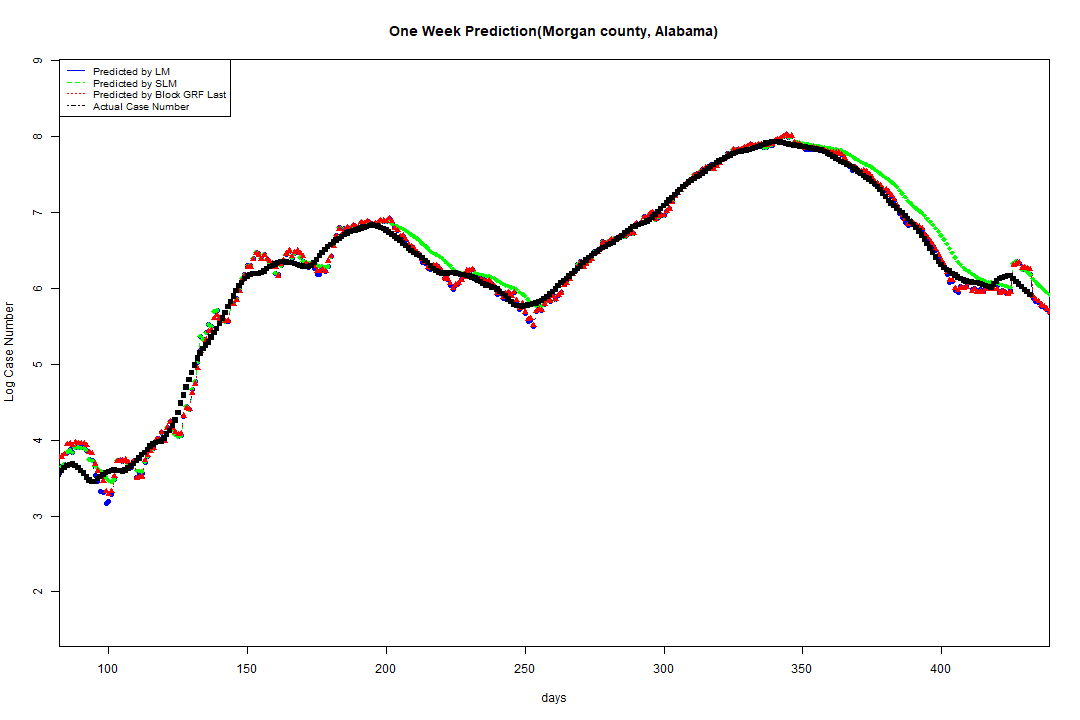 One Week Prediction(Morgan county, Alabama)
Predicted by LM
Predicted by SLM
Predicted by Block GRF Last
Actual Case Number
Log Case Number
9
8
7
6
5
4
3
2
100 150 200 250 300 350 400
days